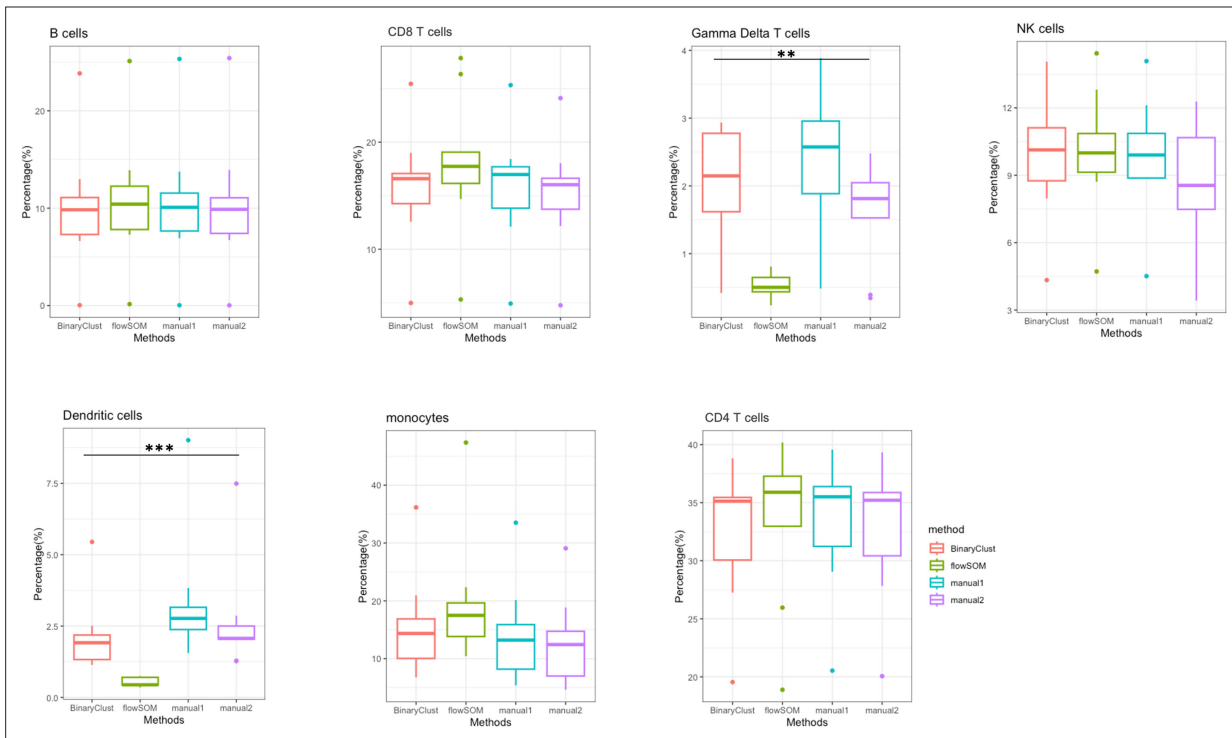 B cells
CD8 T cells
Gamma Delta T cells
NK cells
Percentage(%)
20
10
0
BinaryClust flowSOM manual1 manual2
Methods
Percentage(%)
20
10
BinaryClust flowSOM manual1 manual2
Methods
Percentage(%)
4
3
2
1
**
BinaryClust flowSOM manual1 manual2
Methods
Percentage(%)
12
9
6
3
BinaryClust flowSOM manual1 manual2
Methods
Dendritic cells
monocytes
CD4 T cells
Percentage(%)
7.5
5.0
2.5
0.0
***
BinaryClust flowSOM manual1 manual2
Methods
Percentage(%)
40
30
20
10
BinaryClust flowSOM manual1 manual2
Methods
Percentage(%)
40
35
30
25
20
BinaryClust flowSOM manual1 manual2
Methods
method
BinaryClust
flowSOM
manual1
manual2